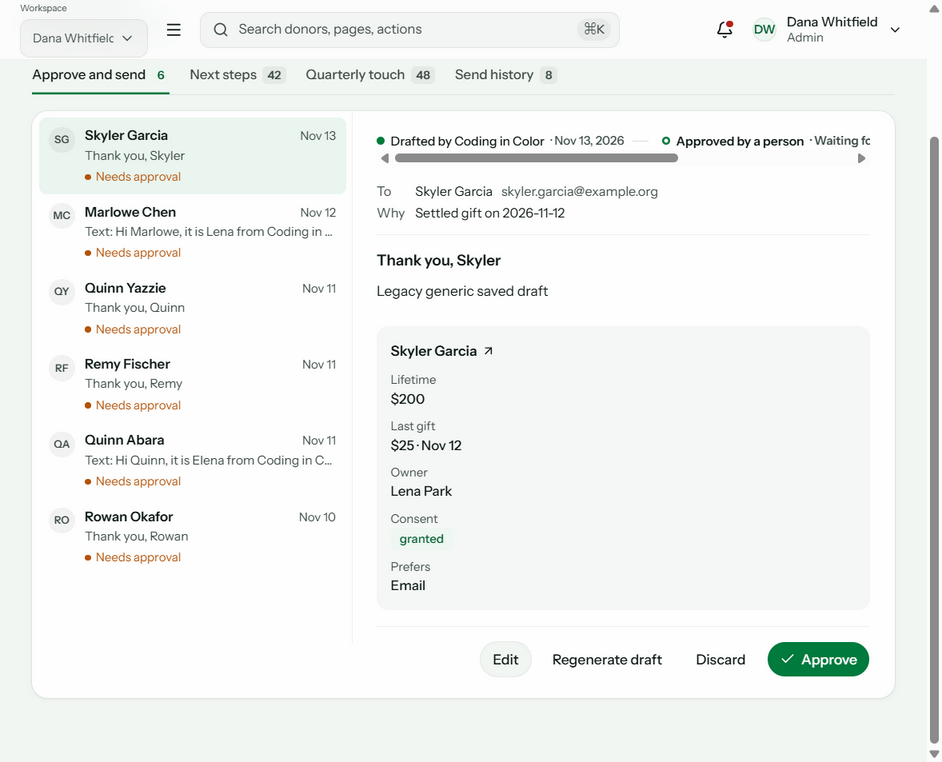 Workspace
Dana Whitfielc
Search donors, pages, actions
⌘K
DW
Dana Whitfield
Admin
Approve and send 6
Next steps 42
Quarterly touch 48
Send history 8
SG
Skyler Garcia
Nov 13
Thank you, Skyler
Needs approval
MC
Marlowe Chen
Nov 12
Text: Hi Marlowe, it is Lena from Coding in ...
Needs approval
QY
Quinn Yazzie
Nov 11
Thank you, Quinn
Needs approval
RF
Remy Fischer
Nov 11
Thank you, Remy
Needs approval
QA
Quinn Abara
Nov 11
Text: Hi Quinn, it is Elena from Coding in C...
Needs approval
RO
Rowan Okafor
Nov 10
Thank you, Rowan
Needs approval
Drafted by Coding in Color · Nov 13, 2026
Approved by a person · Waiting fo
To Skyler Garcia skyler.garcia@example.org
Why Settled gift on 2026-11-12
Thank you, Skyler
Legacy generic saved draft
Skyler Garcia
Lifetime
$200
Last gift
$25 · Nov 12
Owner
Lena Park
Consent
granted
Prefers
Email
Edit
Regenerate draft
Discard
Approve